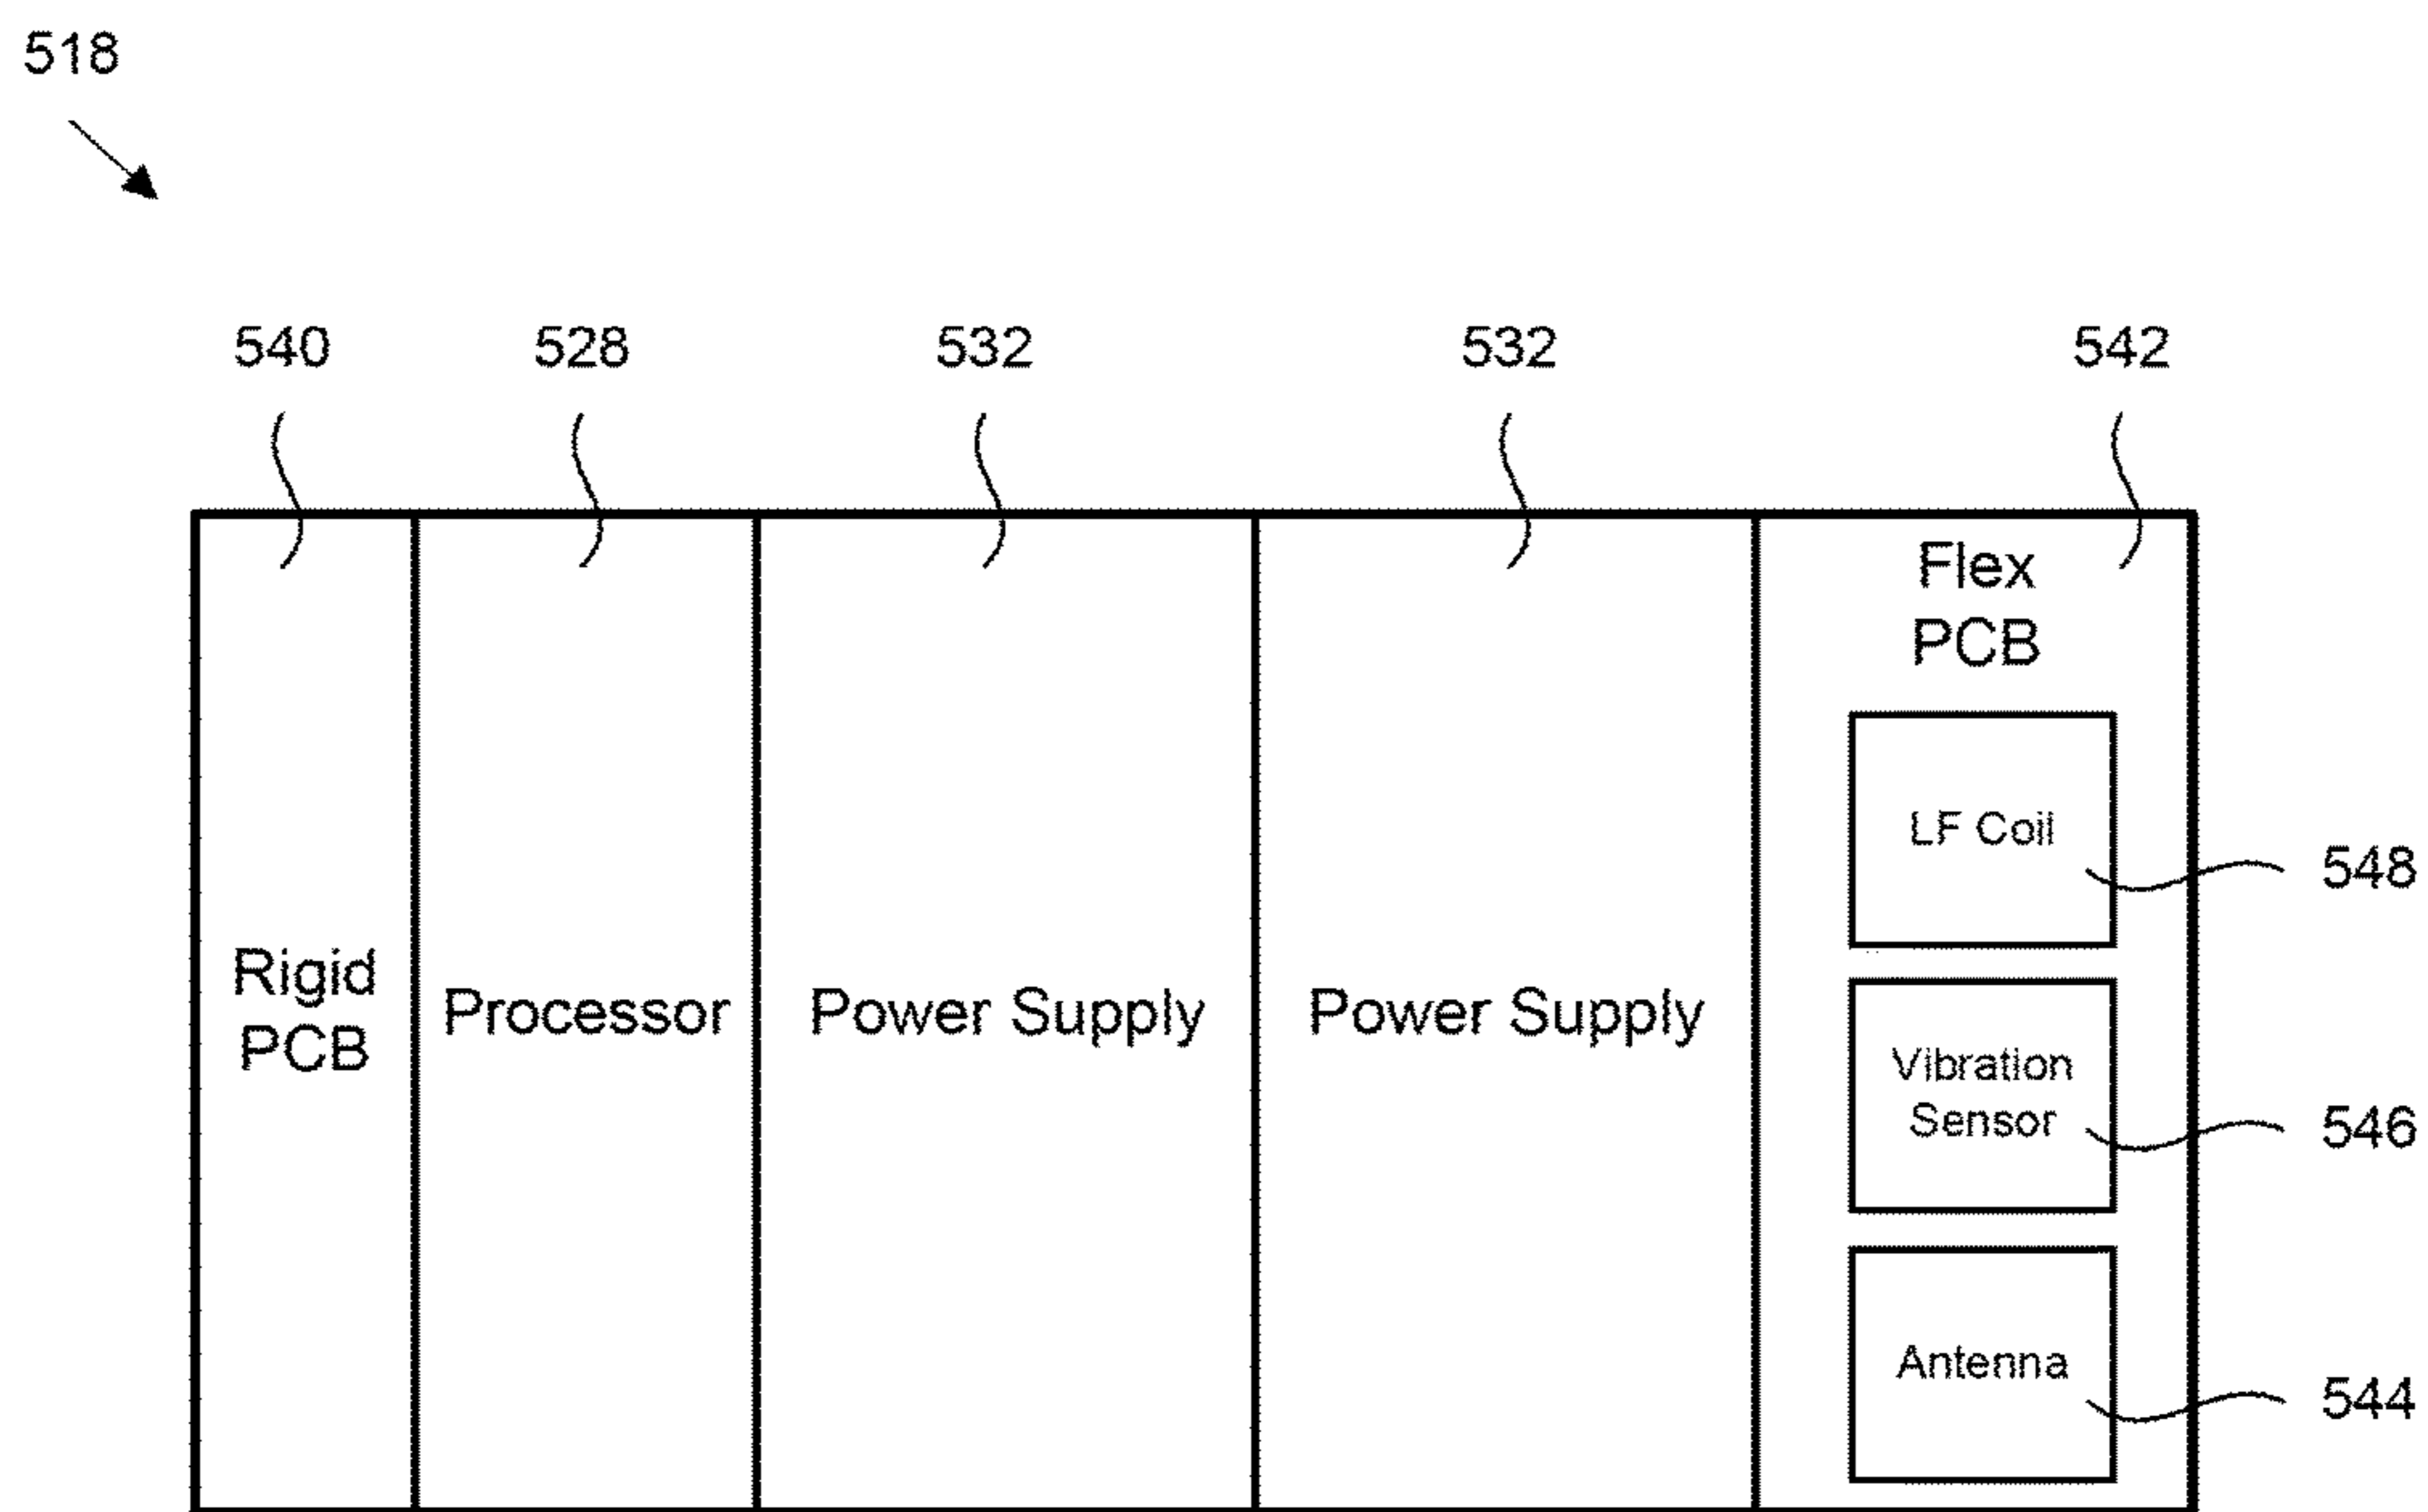 518
540
528
532
532
542
Flex
PCB
LF Coil
548
Rigid
PCB
Processor
Power Supply
Power Supply
Vibration
Sensor
546
Antenna
544